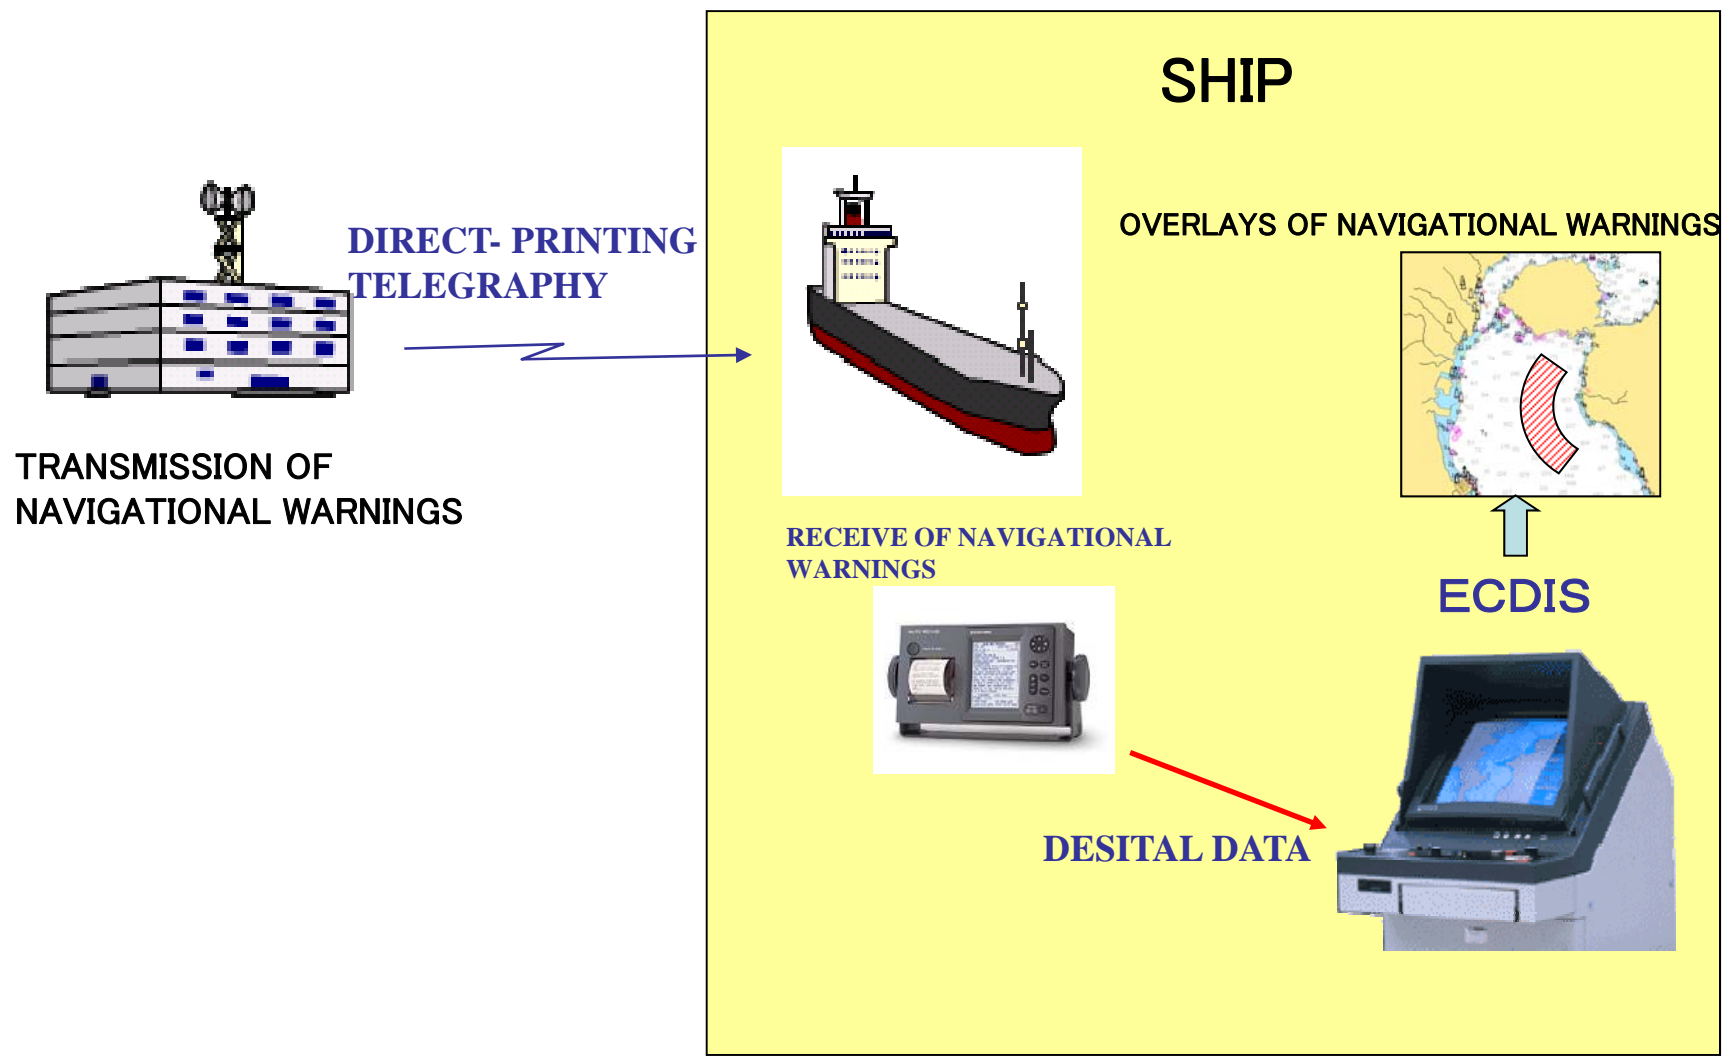 SHIP
DIRECT- PRINTING
TELEGRAPHY
OVERLAYS OF NAVIGATIONAL WARNINGS
TRANSMISSION OF
NAVIGATIONAL WARNINGS
RECEIVE OF NAVIGATIONAL
WARNINGS
ECDIS
DESITAL DATA